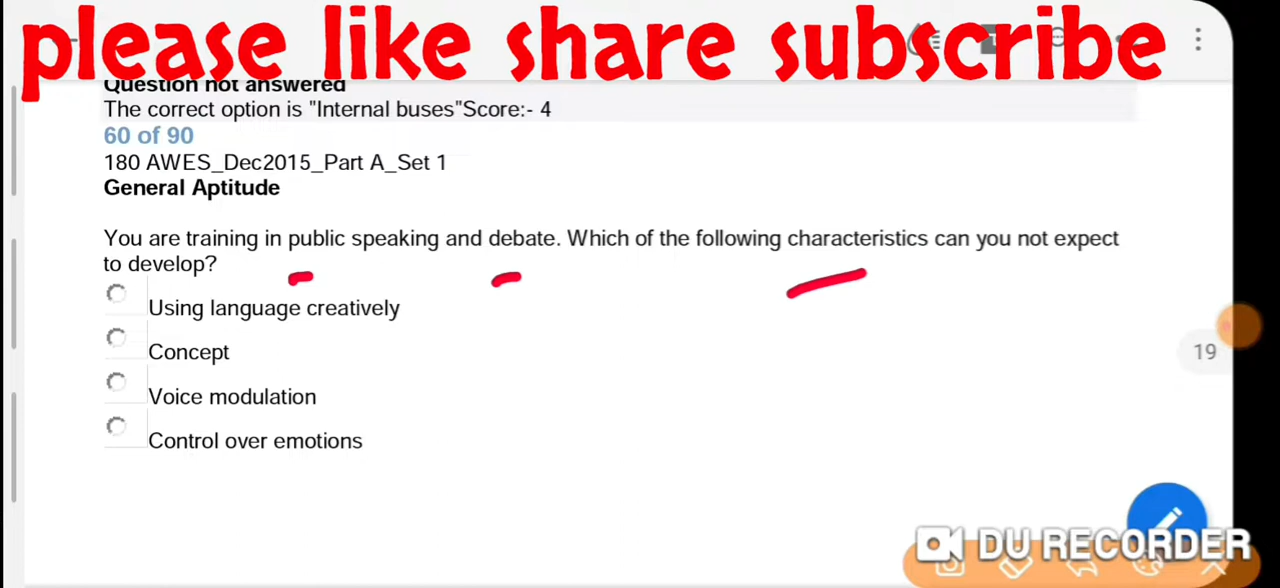 please like share subscribe
Question not answered
The correct option is "Internal buses"Score:- 4
60 of 90
180 AWES_Dec2015_Part A_Set 1
General Aptitude
You are training in public speaking and debate. Which of the following characteristics can you not expect
to develop?
Using language creatively
Concept
19
Voice modulation
Control over emotions
DU RECORDER